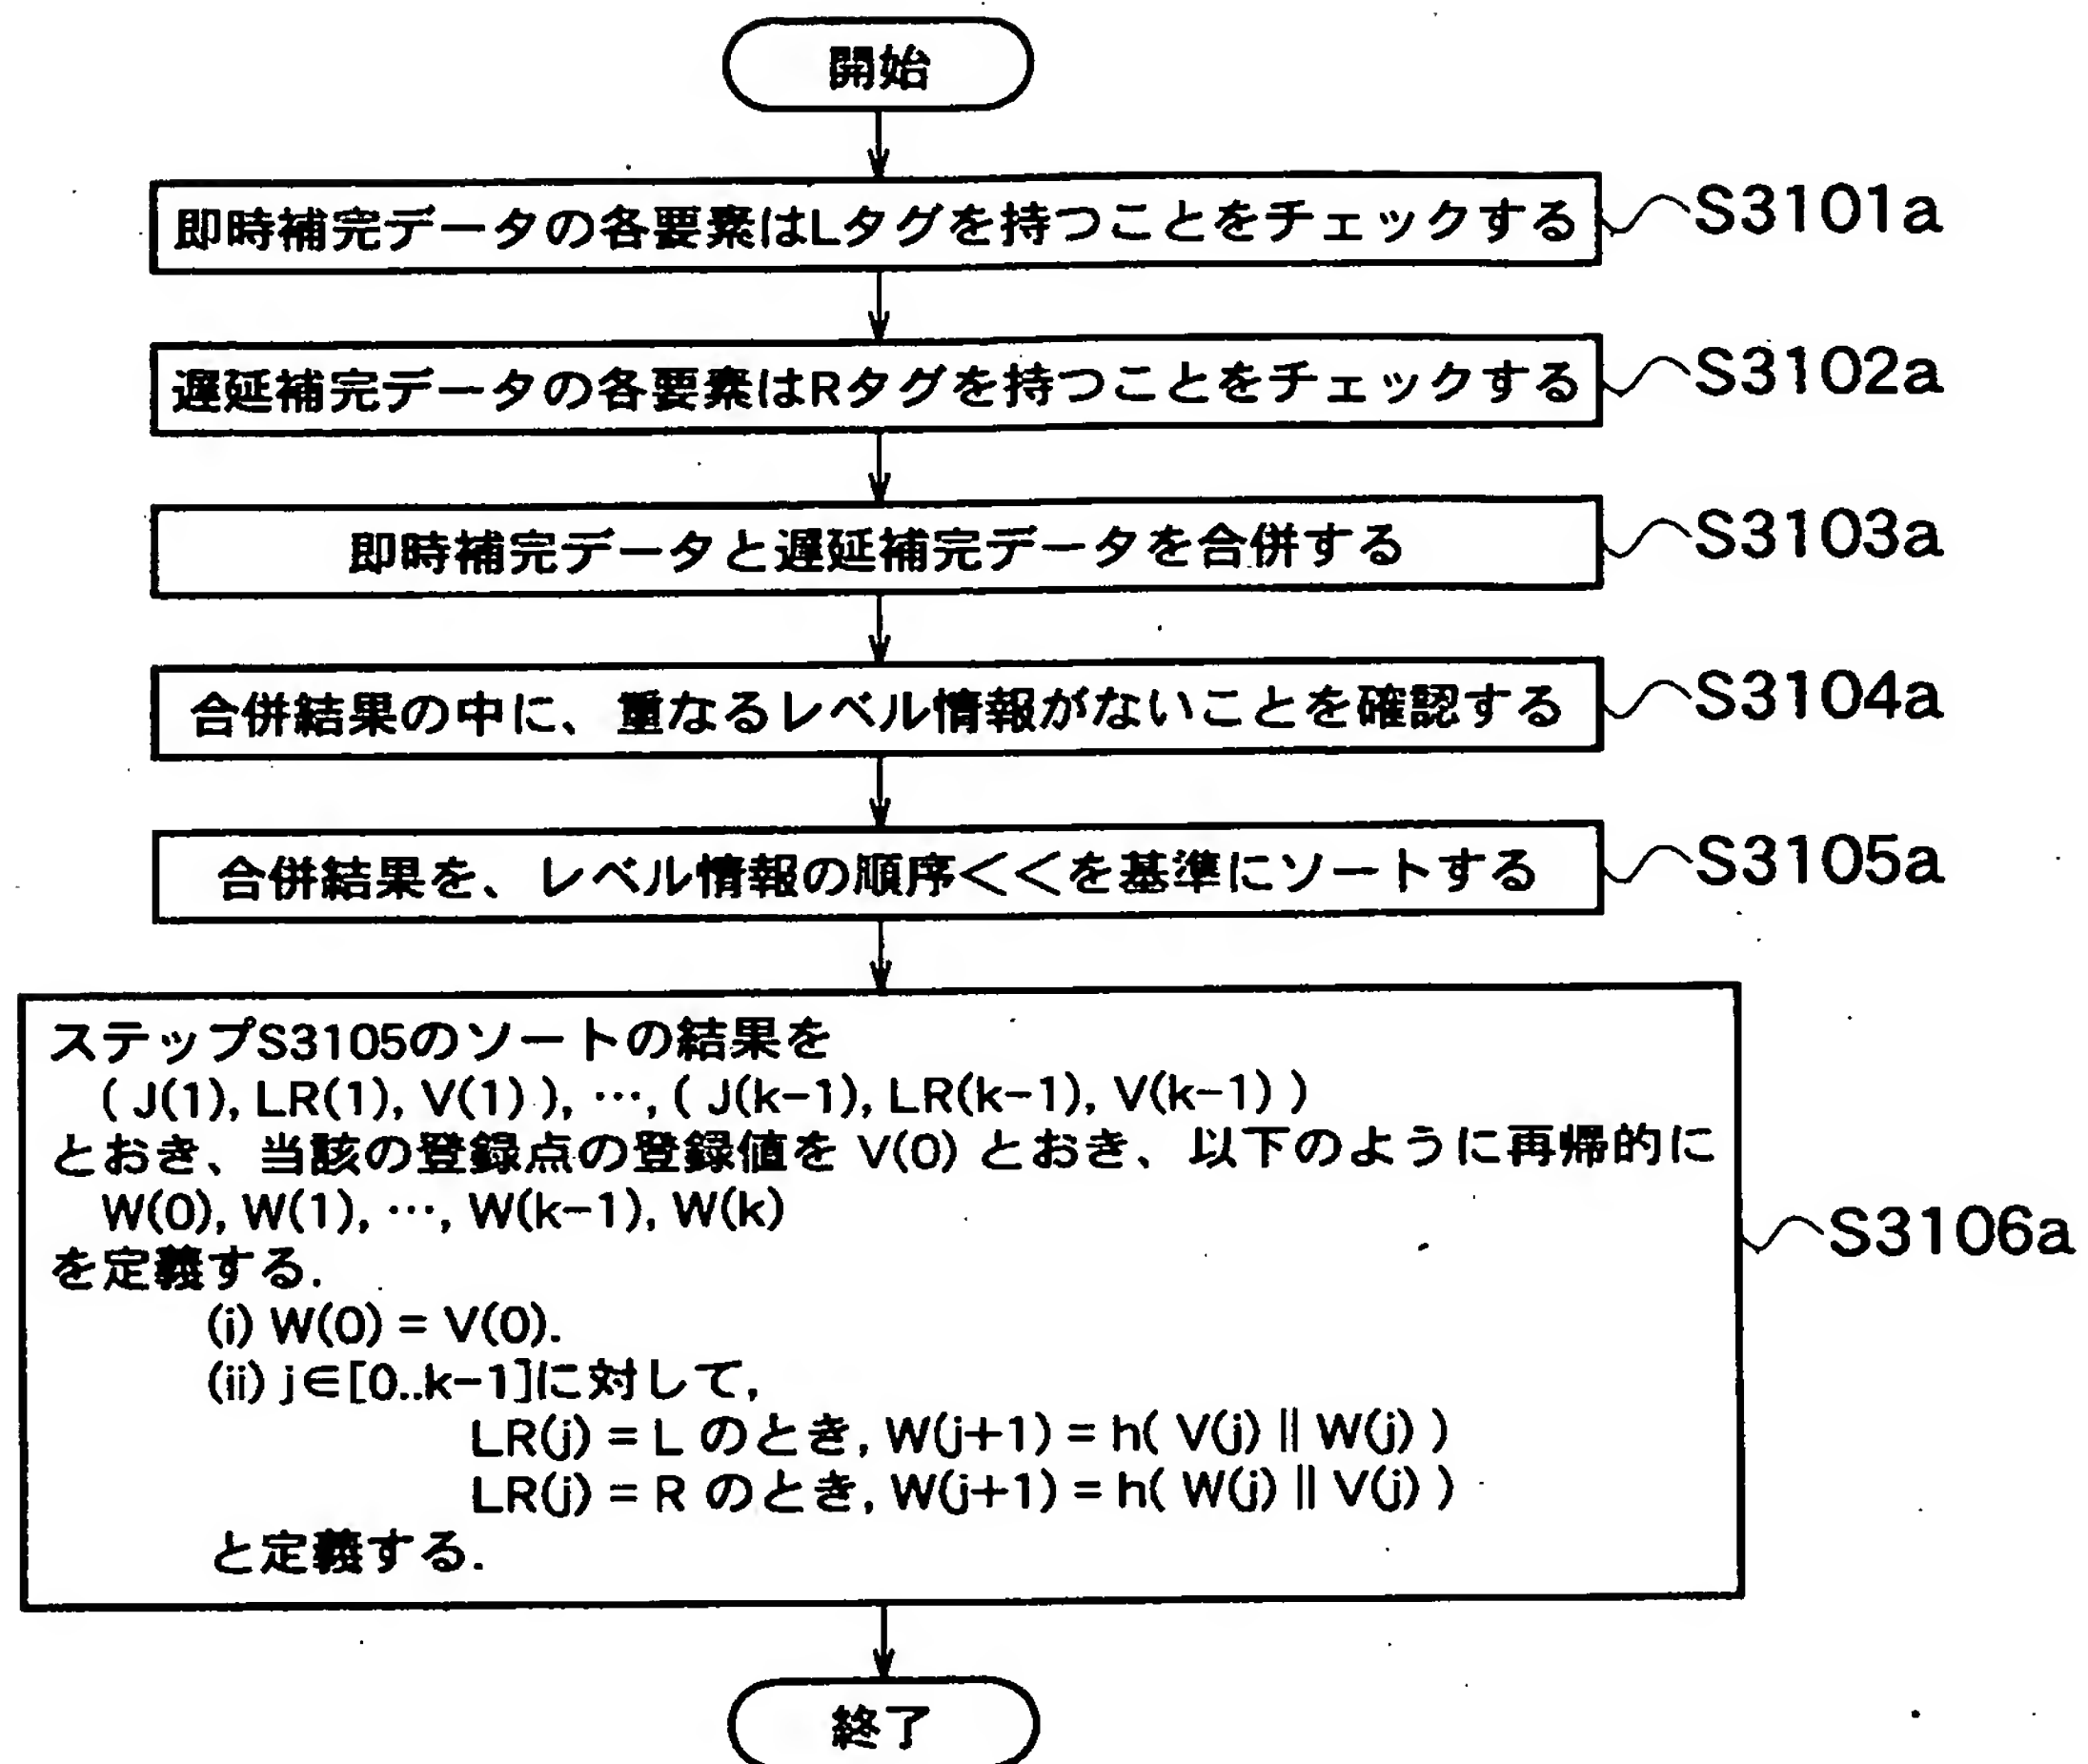 開始
即時補完データの各要素はLタグを持つことをチェックする
S3101a
遅延補完データの各要素はRタグを持つことをチェックする
S3102a
即時補完データと遅延補完データを合併する
S3103a
合併結果の中に、重なるレベル情報がないことを確認する
S3104a
合併結果を、レベル情報の順序<<を基準にソートする
S3105a
ステップS3105のソートの結果を
( J(1), LR(1), V(1) ), …, ( J(k-1), LR(k-1), V(k-1) )
とおき、当該の登録点の登録値を V(0) とおき、以下のように再帰的に
W(0), W(1), …, W(k-1), W(k)
を定義する.
(i) W(0) = V(0).
(ii) j∈[0..k-1]に対して,
LR(j) = L のとき, W(j+1) = h( V(j) || W(j) )
LR(j) = R のとき, W(j+1) = h( W(j) || V(j) )
と定義する.
S3106a
終了